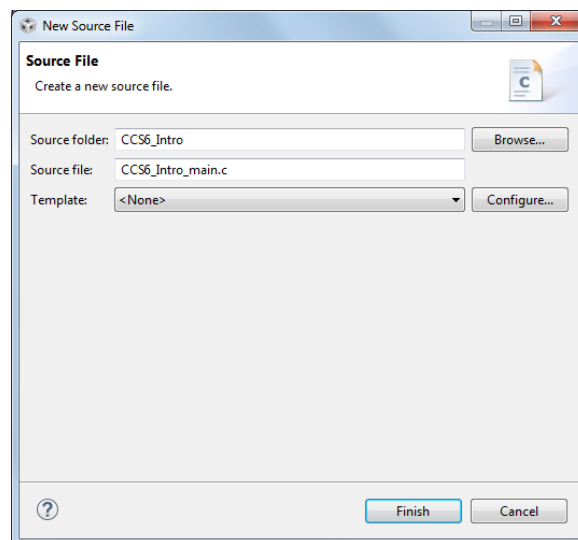 New Source File
Source File
Create a new source file.
c
Source folder: CCS6_Intro Browse...
Source file: CCS6_Intro_main.c
Template: <None> Configure...
? Finish Cancel